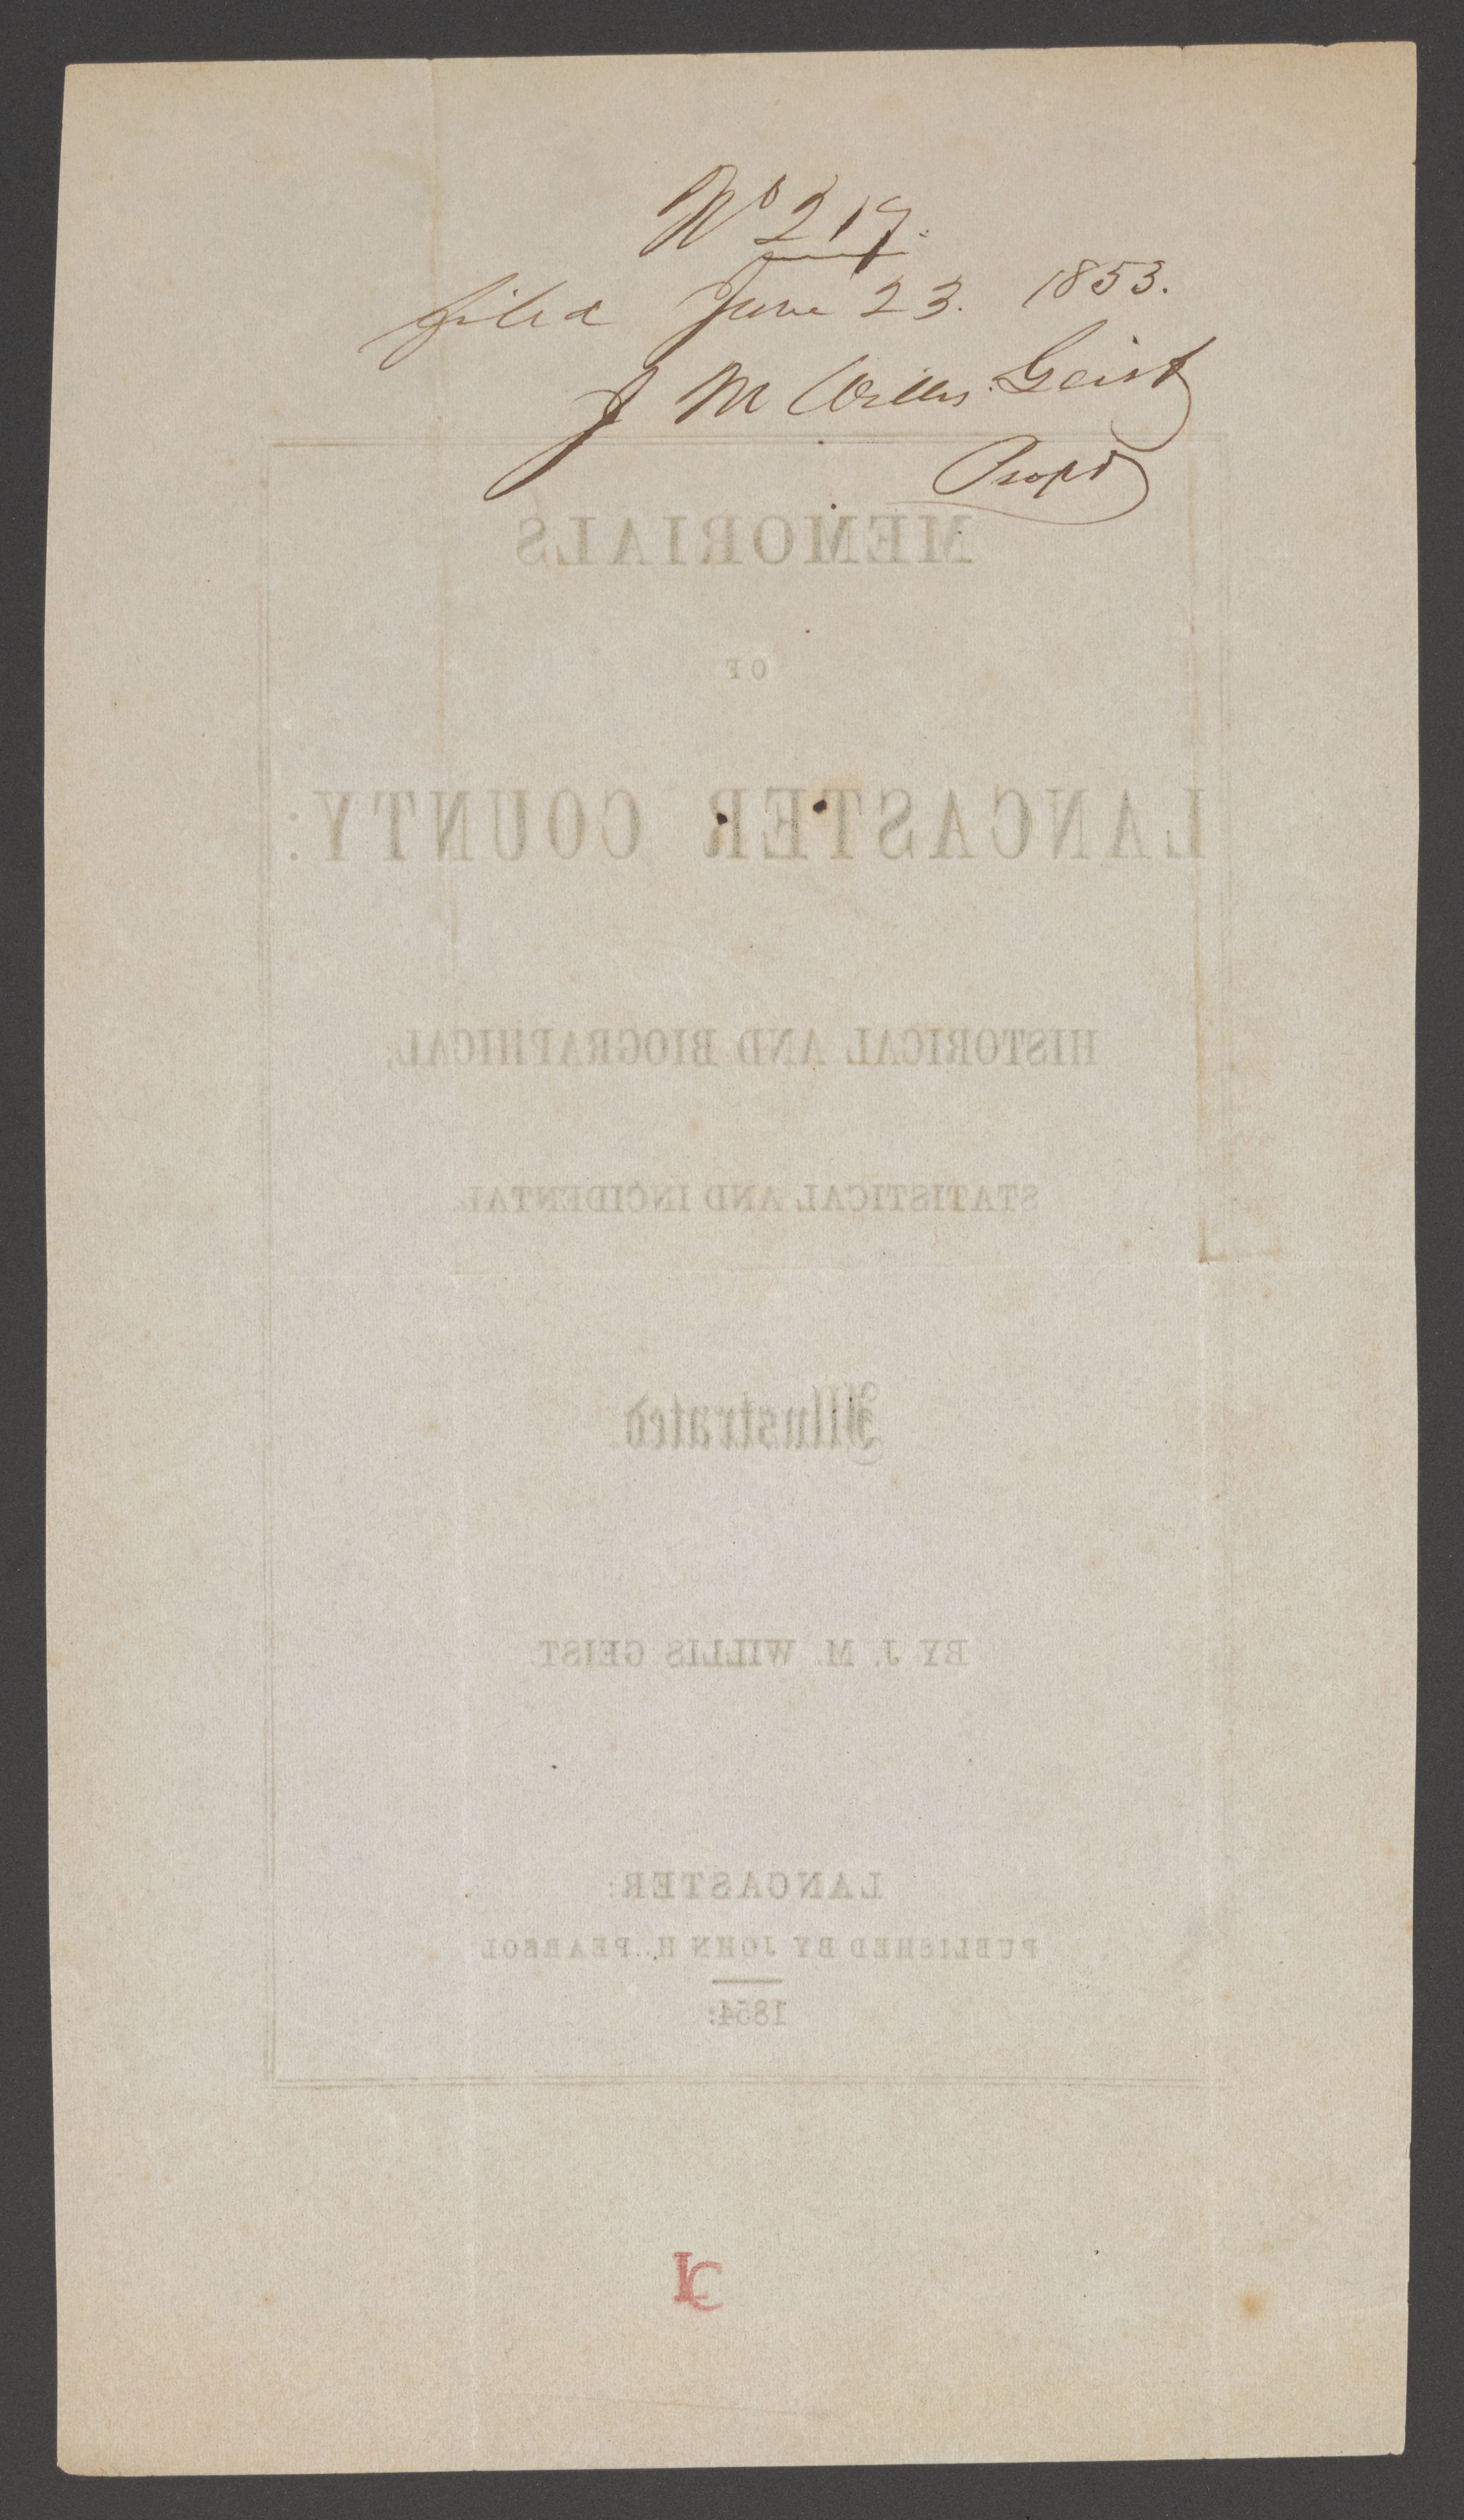 No 217.
filed June 23. 1853.
J M Willis Geist
Propr
MEMORIALS
OF
LANCASTER COUNTY:
HISTORICAL AND BIOGRAPHICAL,
STATISTICAL AND INCIDENTAL
Illustrated
BY J. M. WILLIS GEIST.
LANCASTER:
PUBLISHED BY JOHN H. PEARSOL
1854:
LC